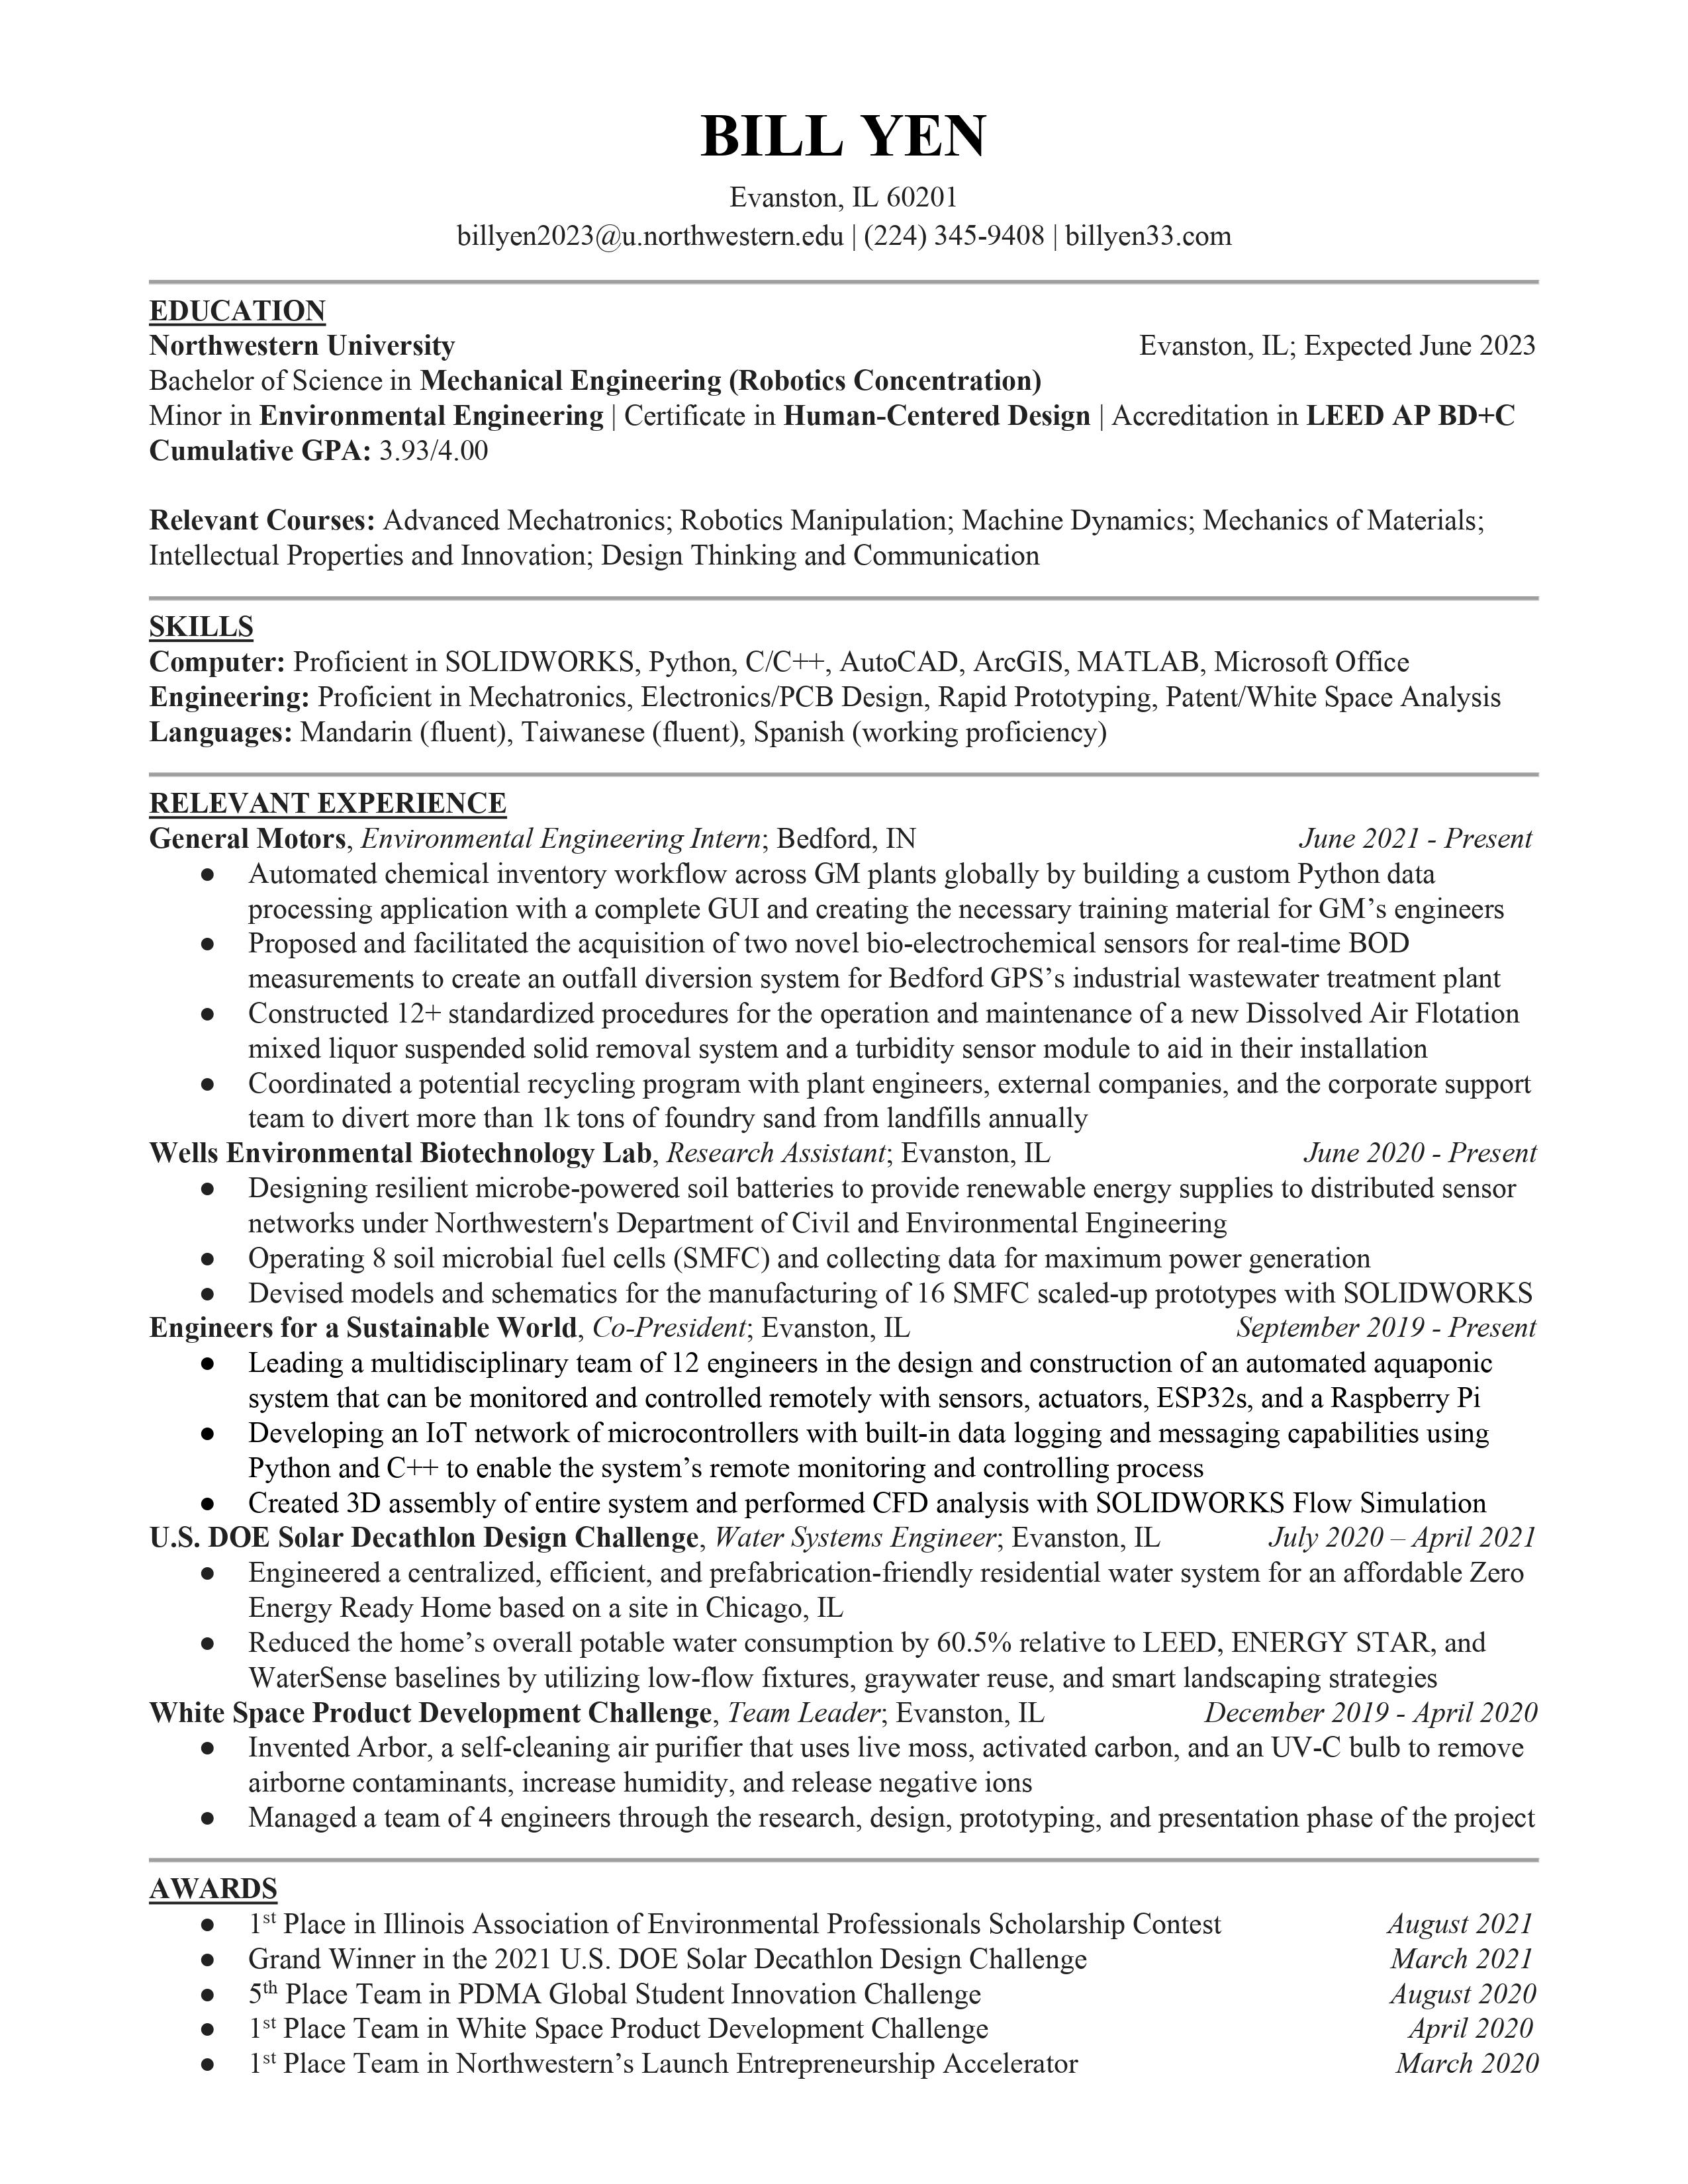 BILL YEN
Evanston, IL 60201
billyen2023@u.northwestern.edu | (224) 345-9408 | billyen33.com
EDUCATION
Northwestern University Evanston, IL; Expected June 2023
Bachelor of Science in Mechanical Engineering (Robotics Concentration)
Minor in Environmental Engineering | Certificate in Human-Centered Design | Accreditation in LEED AP BD+C
Cumulative GPA: 3.93/4.00
Relevant Courses: Advanced Mechatronics; Robotics Manipulation; Machine Dynamics; Mechanics of Materials;
Intellectual Properties and Innovation; Design Thinking and Communication
SKILLS
Computer: Proficient in SOLIDWORKS, Python, C/C++, AutoCAD, ArcGIS, MATLAB, Microsoft Office
Engineering: Proficient in Mechatronics, Electronics/PCB Design, Rapid Prototyping, Patent/White Space Analysis
Languages: Mandarin (fluent), Taiwanese (fluent), Spanish (working proficiency)
RELEVANT EXPERIENCE
General Motors, Environmental Engineering Intern; Bedford, IN June 2021 - Present
● Automated chemical inventory workflow across GM plants globally by building a custom Python data
processing application with a complete GUI and creating the necessary training material for GM’s engineers
● Proposed and facilitated the acquisition of two novel bio-electrochemical sensors for real-time BOD
measurements to create an outfall diversion system for Bedford GPS’s industrial wastewater treatment plant
● Constructed 12+ standardized procedures for the operation and maintenance of a new Dissolved Air Flotation
mixed liquor suspended solid removal system and a turbidity sensor module to aid in their installation
● Coordinated a potential recycling program with plant engineers, external companies, and the corporate support
team to divert more than 1k tons of foundry sand from landfills annually
Wells Environmental Biotechnology Lab, Research Assistant; Evanston, IL June 2020 - Present
● Designing resilient microbe-powered soil batteries to provide renewable energy supplies to distributed sensor
networks under Northwestern's Department of Civil and Environmental Engineering
● Operating 8 soil microbial fuel cells (SMFC) and collecting data for maximum power generation
● Devised models and schematics for the manufacturing of 16 SMFC scaled-up prototypes with SOLIDWORKS
Engineers for a Sustainable World, Co-President; Evanston, IL September 2019 - Present
● Leading a multidisciplinary team of 12 engineers in the design and construction of an automated aquaponic
system that can be monitored and controlled remotely with sensors, actuators, ESP32s, and a Raspberry Pi
● Developing an IoT network of microcontrollers with built-in data logging and messaging capabilities using
Python and C++ to enable the system’s remote monitoring and controlling process
● Created 3D assembly of entire system and performed CFD analysis with SOLIDWORKS Flow Simulation
U.S. DOE Solar Decathlon Design Challenge, Water Systems Engineer; Evanston, IL July 2020 – April 2021
● Engineered a centralized, efficient, and prefabrication-friendly residential water system for an affordable Zero
Energy Ready Home based on a site in Chicago, IL
● Reduced the home’s overall potable water consumption by 60.5% relative to LEED, ENERGY STAR, and
WaterSense baselines by utilizing low-flow fixtures, graywater reuse, and smart landscaping strategies
White Space Product Development Challenge, Team Leader; Evanston, IL December 2019 - April 2020
● Invented Arbor, a self-cleaning air purifier that uses live moss, activated carbon, and an UV-C bulb to remove
airborne contaminants, increase humidity, and release negative ions
● Managed a team of 4 engineers through the research, design, prototyping, and presentation phase of the project
AWARDS
● 1st Place in Illinois Association of Environmental Professionals Scholarship Contest August 2021
● Grand Winner in the 2021 U.S. DOE Solar Decathlon Design Challenge March 2021
● 5th Place Team in PDMA Global Student Innovation Challenge August 2020
● 1st Place Team in White Space Product Development Challenge April 2020
● 1st Place Team in Northwestern’s Launch Entrepreneurship Accelerator March 2020